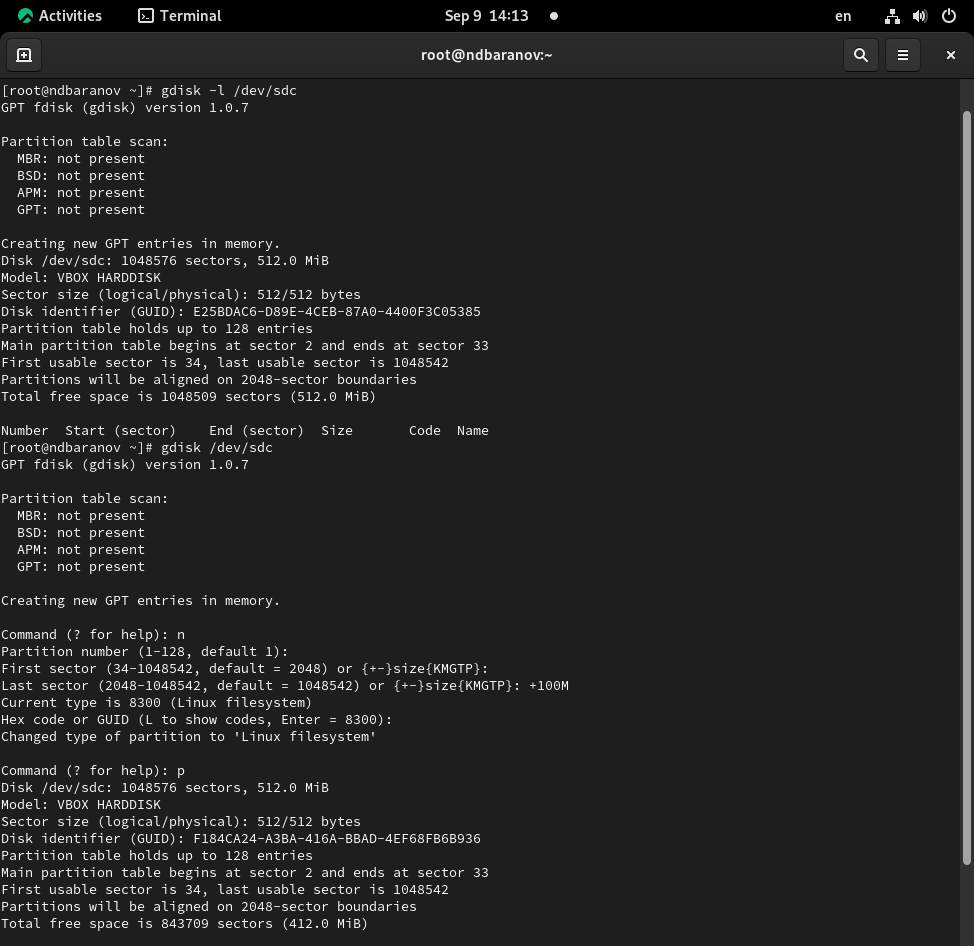 Activities Terminal Sep 9 14:13 en
root@ndbaranov:~
[root@ndbaranov ~]# gdisk -l /dev/sdc
GPT fdisk (gdisk) version 1.0.7

Partition table scan:
  MBR: not present
  BSD: not present
  APM: not present
  GPT: not present

Creating new GPT entries in memory.
Disk /dev/sdc: 1048576 sectors, 512.0 MiB
Model: VBOX HARDDISK
Sector size (logical/physical): 512/512 bytes
Disk identifier (GUID): E25BDAC6-D89E-4CEB-87A0-4400F3C05385
Partition table holds up to 128 entries
Main partition table begins at sector 2 and ends at sector 33
First usable sector is 34, last usable sector is 1048542
Partitions will be aligned on 2048-sector boundaries
Total free space is 1048509 sectors (512.0 MiB)

Number  Start (sector)    End (sector)  Size       Code  Name
[root@ndbaranov ~]# gdisk /dev/sdc
GPT fdisk (gdisk) version 1.0.7

Partition table scan:
  MBR: not present
  BSD: not present
  APM: not present
  GPT: not present

Creating new GPT entries in memory.

Command (? for help): n
Partition number (1-128, default 1):
First sector (34-1048542, default = 2048) or {+-}size{KMGTP}:
Last sector (2048-1048542, default = 1048542) or {+-}size{KMGTP}: +100M
Current type is 8300 (Linux filesystem)
Hex code or GUID (L to show codes, Enter = 8300):
Changed type of partition to 'Linux filesystem'

Command (? for help): p
Disk /dev/sdc: 1048576 sectors, 512.0 MiB
Model: VBOX HARDDISK
Sector size (logical/physical): 512/512 bytes
Disk identifier (GUID): F184CA24-A3BA-416A-BBAD-4EF68FB6B936
Partition table holds up to 128 entries
Main partition table begins at sector 2 and ends at sector 33
First usable sector is 34, last usable sector is 1048542
Partitions will be aligned on 2048-sector boundaries
Total free space is 843709 sectors (412.0 MiB)